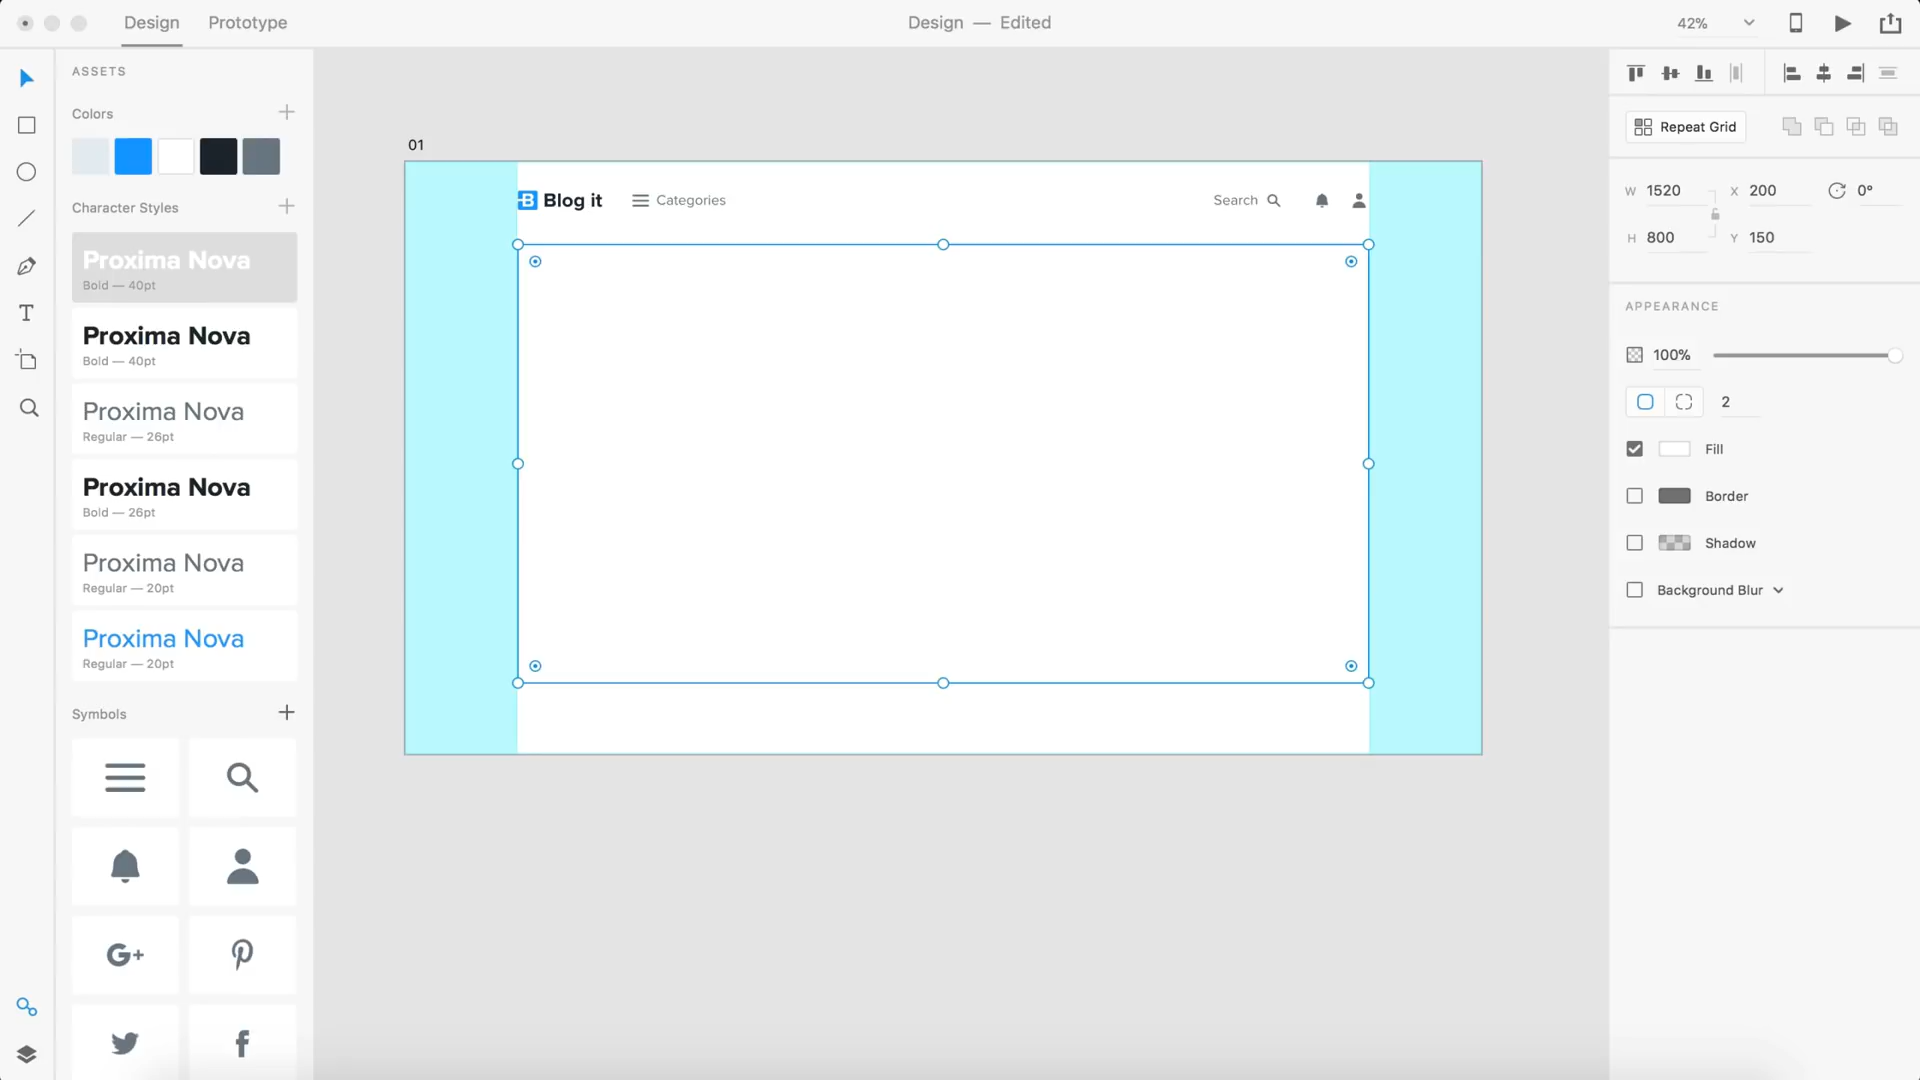 Design Prototype
Design — Edited
42%
ASSETS
Colors
Character Styles
Proxima Nova
Bold — 40pt
Proxima Nova
Bold — 40pt
Proxima Nova
Regular — 26pt
Proxima Nova
Bold — 26pt
Proxima Nova
Regular — 20pt
Proxima Nova
Regular — 20pt
Symbols
G+
01
B Blog it
Categories
Search
Repeat Grid
W 1520 X 200 0°
H 800 Y 150
APPEARANCE
100%
2
Fill
Border
Shadow
Background Blur